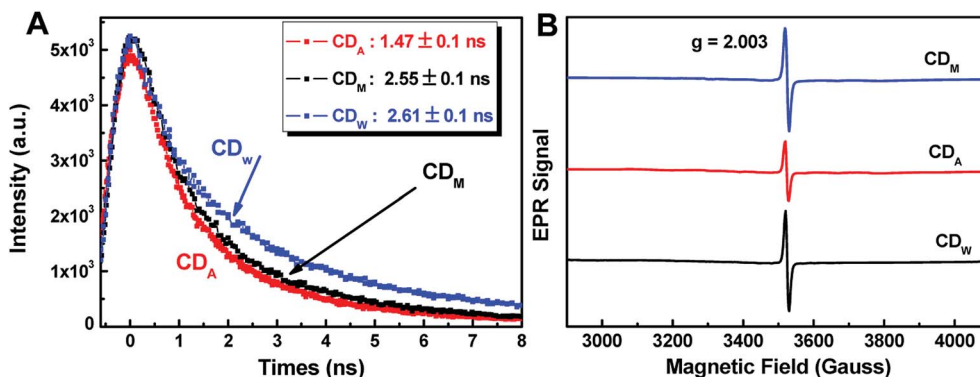 A
CD_A : 1.47 ± 0.1 ns
CD_M : 2.55 ± 0.1 ns
CD_W : 2.61 ± 0.1 ns
CD_w
CD_M
CD_A
Intensity (a.u.)
5x10³
4x10³
3x10³
2x10³
1x10³
0
0 1 2 3 4 5 6 7 8
Times (ns)
B
g = 2.003
CD_M
CD_A
CD_W
EPR Signal
3000 3200 3400 3600 3800 4000
Magnetic Field (Gauss)